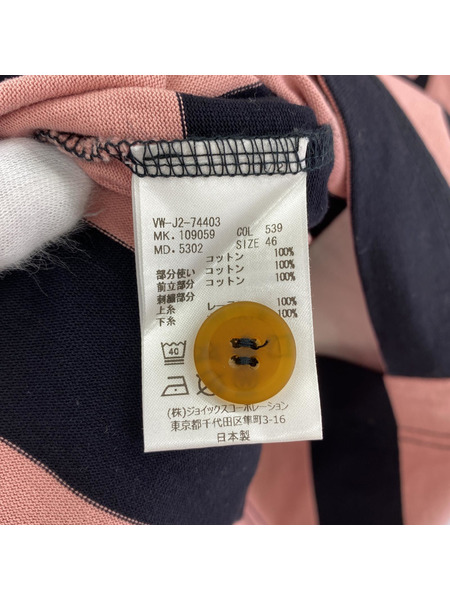 VW-J2-74403
MK. 109059 COL 539
MD. 5302 SIZE 46
コットン 100%
部分使い コットン 100%
前立部分 コットン 100%
刺繍部分
上糸 レー 100%
下糸 100%
40
(株)ジョイックスコーポレーション
東京都千代田区隼町3-16
日本製